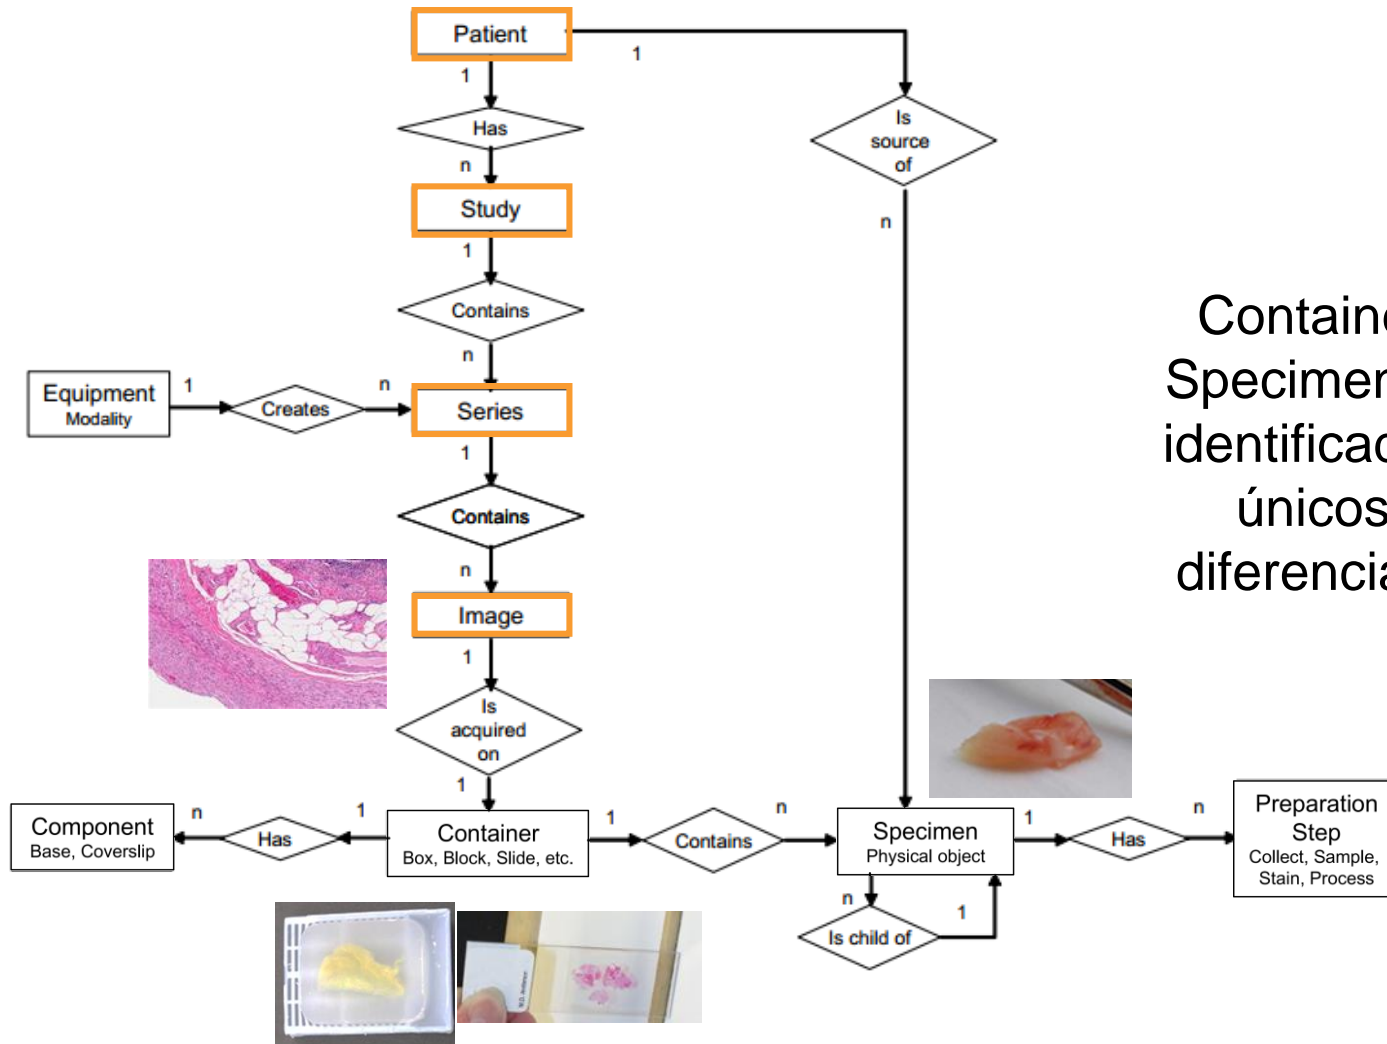 Patient
1
1
Has
Is
source
of
n
Study
n
1
Contains
n
Equipment
Modality
1
Creates
n
Series
1
Contains
n
Image
1
Is
acquired
on
1
Component
Base, Coverslip
n
Has
1
Container
Box, Block, Slide, etc.
1
Contains
n
Specimen
Physical object
1
Has
n
Preparation
Step
Collect, Sample,
Stain, Process
n
Is child of
1
únicos